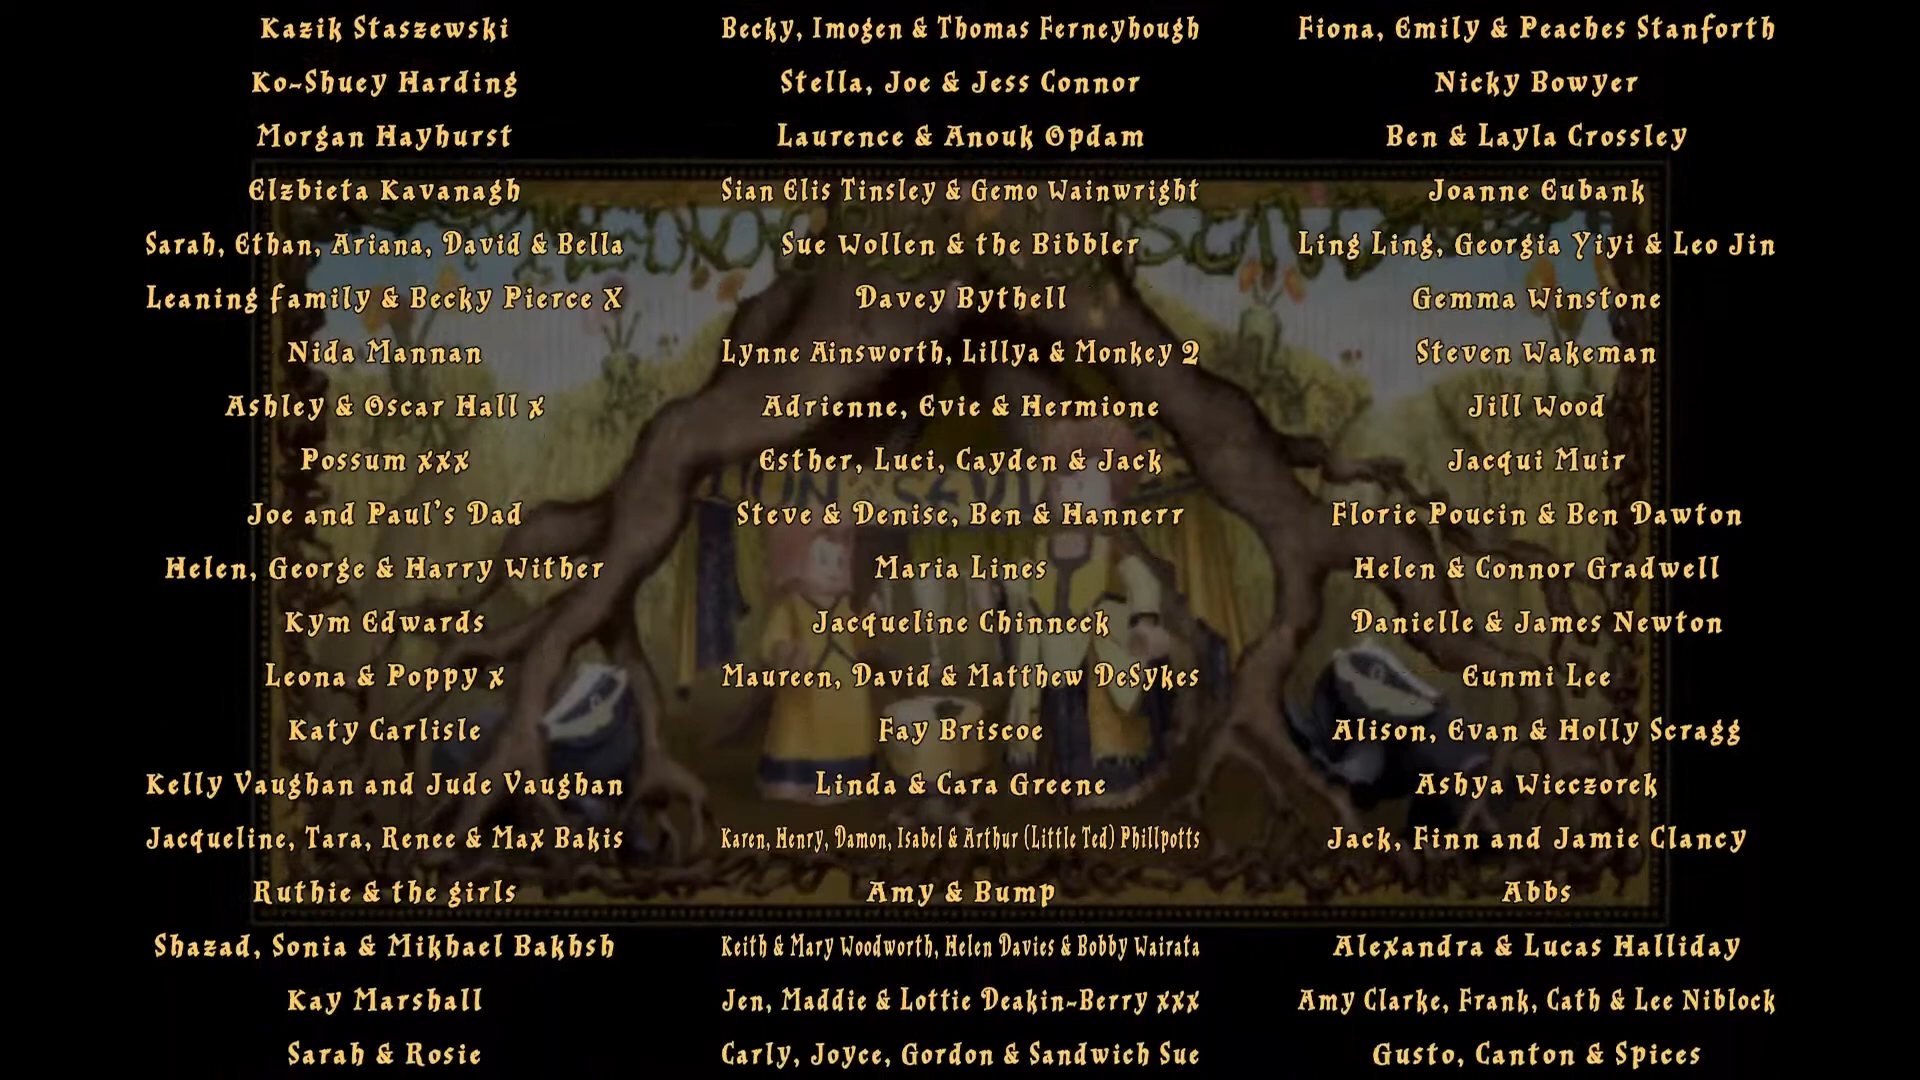 Kazik Staszewski
Ko-Shuey Harding
Morgan Hayhurst
Elzbieta Kavanagh
Sarah, Ethan, Ariana, David & Bella
Leaning family & Becky Pierce X
Nida Mannan
Ashley & Oscar Hall x
Possum xxx
Joe and Paul's Dad
Helen, George & Harry Wither
Kym Edwards
Leona & Poppy x
Katy Carlisle
Kelly Vaughan and Jude Vaughan
Jacqueline, Tara, Renee & Max Bakis
Ruthie & the girls
Shazad, Sonia & Mikhael Bakhsh
Kay Marshall
Sarah & Rosie
Becky, Imogen & Thomas Ferneyhough
Stella, Joe & Jess Connor
Laurence & Anouk Opdam
Sian Elis Tinsley & Gemo Wainwright
Sue Wollen & the Bibbler
Davey Bythell
Lynne Ainsworth, Lillya & Monkey 2
Adrienne, Evie & Hermione
Esther, Luci, Cayden & Jack
Steve & Denise, Ben & Hannerr
Maria Lines
Jacqueline Chinneck
Maureen, David & Matthew DeSykes
Fay Briscoe
Linda & Cara Greene
Karen, Henry, Damon, Isabel & Arthur (Little Ted) Phillpotts
Amy & Bump
Keith & Mary Woodworth, Helen Davies & Bobby Wairata
Jen, Maddie & Lottie Deakin-Berry xxx
Carly, Joyce, Gordon & Sandwich Sue
Fiona, Emily & Peaches Stanforth
Nicky Bowyer
Ben & Layla Crossley
Joanne Eubank
Ling Ling, Georgia Yiyi & Leo Jin
Gemma Winstone
Steven Wakeman
Jill Wood
Jacqui Muir
Florie Poucin & Ben Dawton
Helen & Connor Gradwell
Danielle & James Newton
Eunmi Lee
Alison, Evan & Holly Scragg
Ashya Wieczorek
Jack, Finn and Jamie Clancy
Abbs
Alexandra & Lucas Halliday
Amy Clarke, Frank, Cath & Lee Niblock
Gusto, Canton & Spices